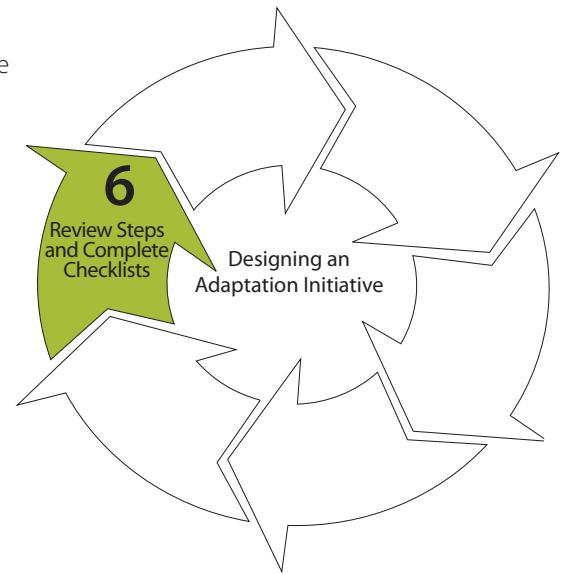 e
6
Review Steps
and Complete
Checklists
Designing an
Adaptation Initiative